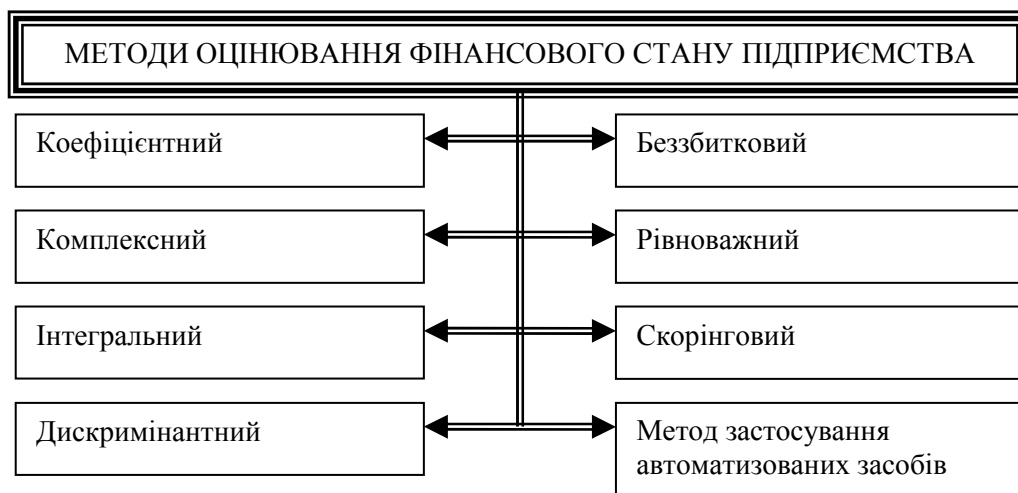 МЕТОДИ ОЦІНЮВАННЯ ФІНАНСОВОГО СТАНУ ПІДПРИЄМСТВА
Коефіцієнтний
Беззбитковий
Комплексний
Рівноважний
Інтегральний
Скорінговий
Дискримінантний
Метод застосування
автоматизованих засобів